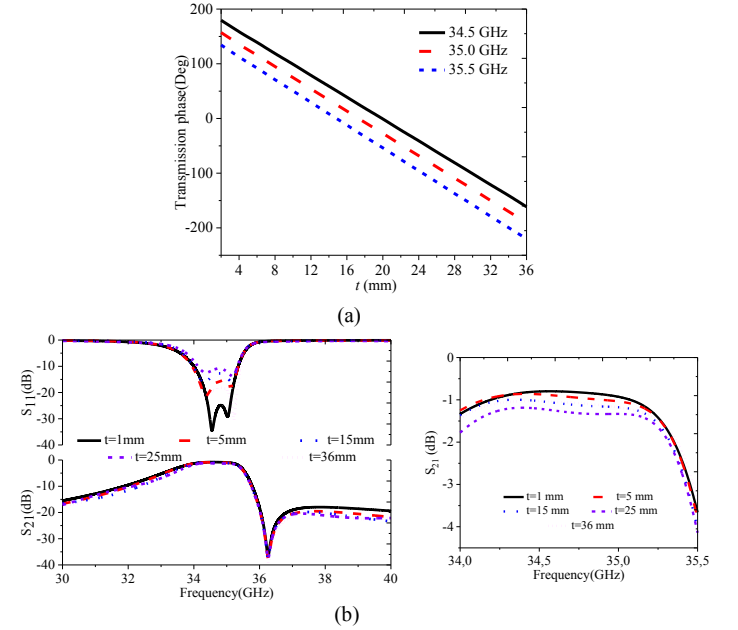 (a)
200
100
0
-100
-200
Transmission phase(Deg)
34.5 GHz
35.0 GHz
35.5 GHz
4 8 12 16 20 24 28 32 36
t (mm)
(a)
0
-10
-20
-30
-40
S11(dB)
t=1mm t=5mm t=15mm
t=25mm t=36mm
0
-10
-20
-30
-40
S21(dB)
30 32 34 36 38 40
Frequency(GHz)
-1
-1
-2
-3
-4
S21 (dB)
t=1 mm t=5 mm
t=15 mm t=25 mm
t=36 mm
34,0 34,5 35,0 35,5
Frequency(GHz)
(b)